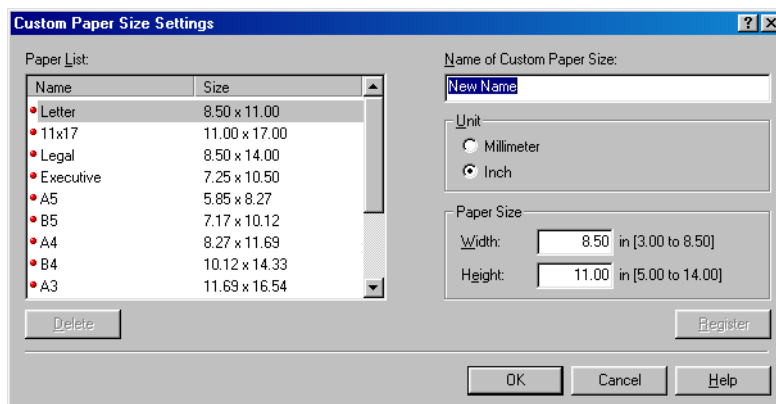 Custom Paper Size Settings
Paper List:
Name Size
Letter 8.50 x 11.00
11x17 11.00 x 17.00
Legal 8.50 x 14.00
Executive 7.25 x 10.50
A5 5.85 x 8.27
B5 7.17 x 10.12
A4 8.27 x 11.69
B4 10.12 x 14.33
A3 11.69 x 16.54
Delete
Name of Custom Paper Size:
New Name
Unit
Millimeter
Inch
Paper Size
Width: 8.50 in [3.00 to 8.50]
Height: 11.00 in [5.00 to 14.00]
Register
OK Cancel Help